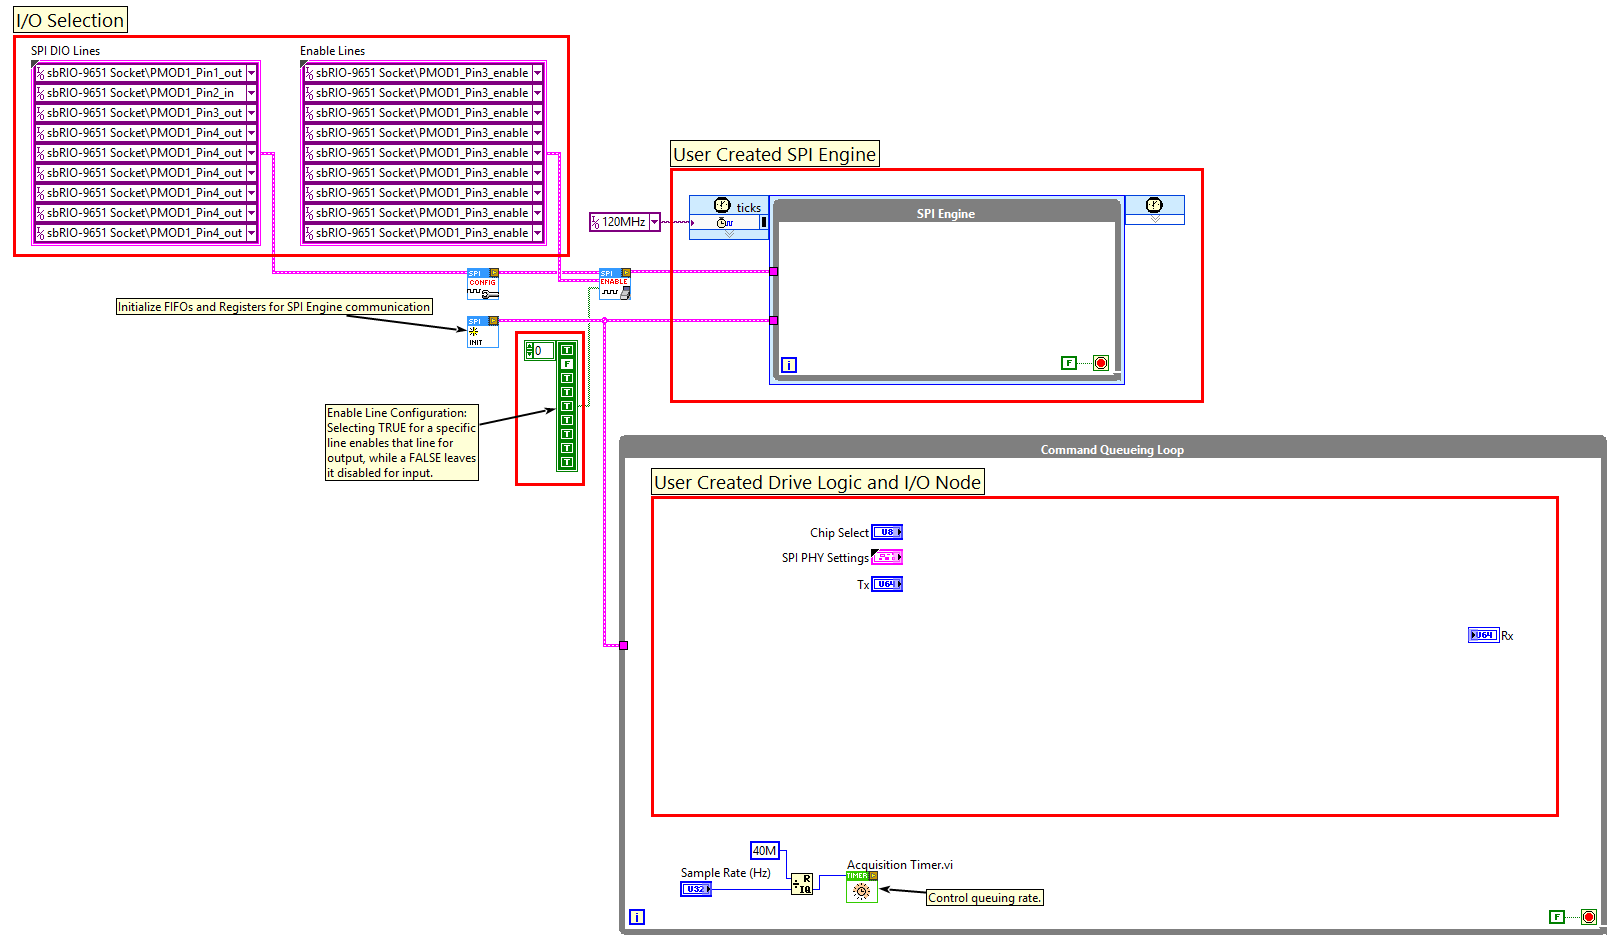 I/O Selection
SPI DIO Lines
sbRIO-9651 Socket\PMOD1_Pin1_out
sbRIO-9651 Socket\PMOD1_Pin2_in
sbRIO-9651 Socket\PMOD1_Pin3_out
sbRIO-9651 Socket\PMOD1_Pin4_out
sbRIO-9651 Socket\PMOD1_Pin4_out
sbRIO-9651 Socket\PMOD1_Pin4_out
sbRIO-9651 Socket\PMOD1_Pin4_out
sbRIO-9651 Socket\PMOD1_Pin4_out
sbRIO-9651 Socket\PMOD1_Pin4_out
Enable Lines
sbRIO-9651 Socket\PMOD1_Pin3_enable
sbRIO-9651 Socket\PMOD1_Pin3_enable
sbRIO-9651 Socket\PMOD1_Pin3_enable
sbRIO-9651 Socket\PMOD1_Pin3_enable
sbRIO-9651 Socket\PMOD1_Pin3_enable
sbRIO-9651 Socket\PMOD1_Pin3_enable
sbRIO-9651 Socket\PMOD1_Pin3_enable
sbRIO-9651 Socket\PMOD1_Pin3_enable
sbRIO-9651 Socket\PMOD1_Pin3_enable
User Created SPI Engine
120MHz
ticks
SPI Engine
i
F
SPI
CONFIG
SPI
ENABLE
Initialize FIFOs and Registers for SPI Engine communication
SPI
INIT
0
T
F
T
T
T
T
T
T
T
Enable Line Configuration:
Selecting TRUE for a specific
line enables that line for
output, while a FALSE leaves
it disabled for input.
Command Queueing Loop
User Created Drive Logic and I/O Node
Chip Select
U8
SPI PHY Settings
Tx
U64
U64
Rx
40M
Sample Rate (Hz)
U32
R
IQ
Acquisition Timer.vi
TIMER
Control queuing rate.
i
F